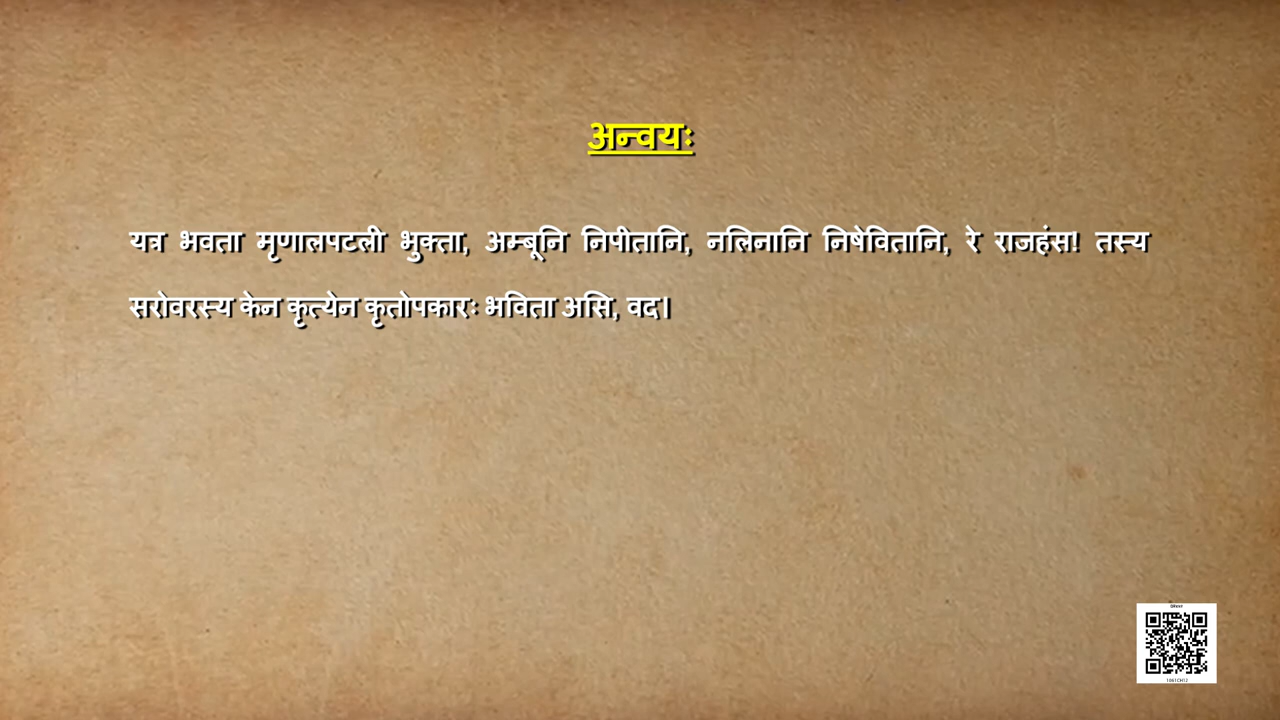 अन्वयः
यत्र भवता मृणालपटली भुक्ता, अम्बूनि निपीतानि, नलिनानि निषेवितानि, रे राजहंस! तस्य
सरोवरस्य केन कृत्येन कृतोपकारः भविता असि, वद।